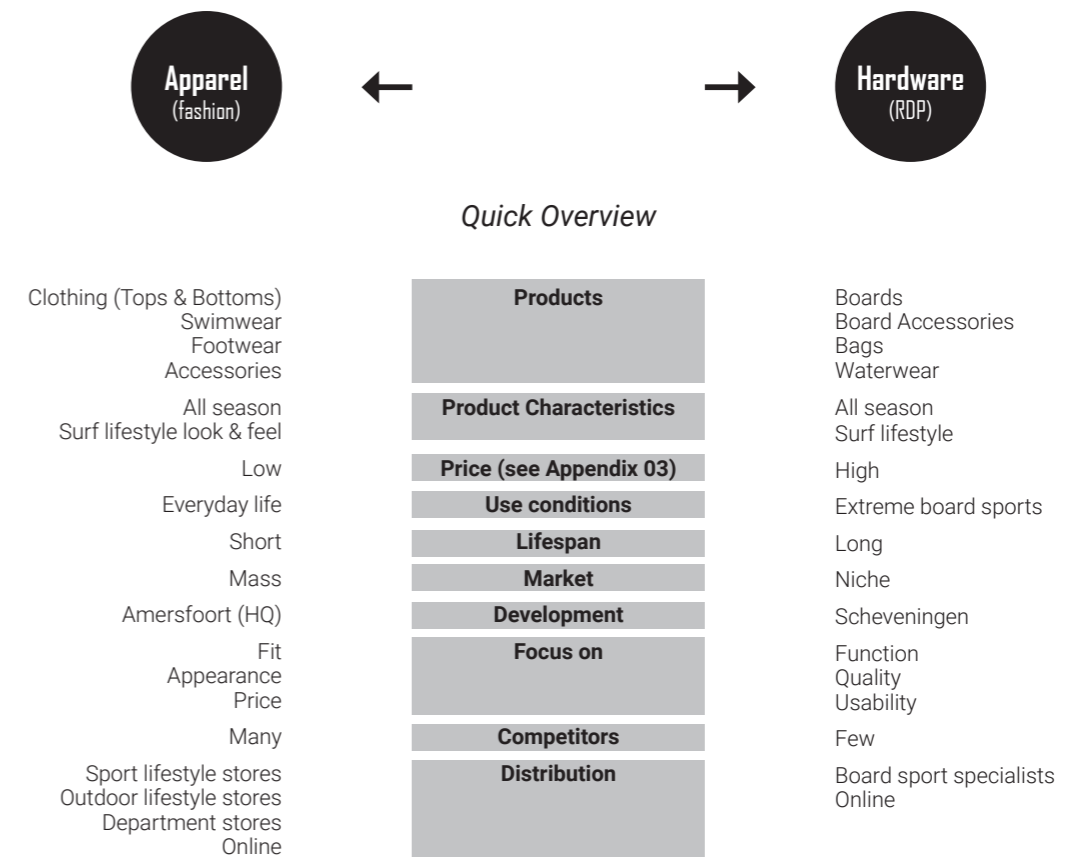 Apparel
(fashion)
Hardware
(RDP)
Quick Overview
Clothing (Tops & Bottoms)
Swimwear
Footwear
Accessories
Products
Boards
Board Accessories
Bags
Waterwear
All season
Surf lifestyle look & feel
Product Characteristics
All season
Surf lifestyle
Low
Price (see Appendix 03)
High
Everyday life
Use conditions
Extreme board sports
Short
Lifespan
Long
Mass
Market
Niche
Amersfoort (HQ)
Development
Scheveningen
Fit
Appearance
Price
Focus on
Function
Quality
Usability
Many
Competitors
Few
Sport lifestyle stores
Outdoor lifestyle stores
Department stores
Online
Distribution
Board sport specialists
Online